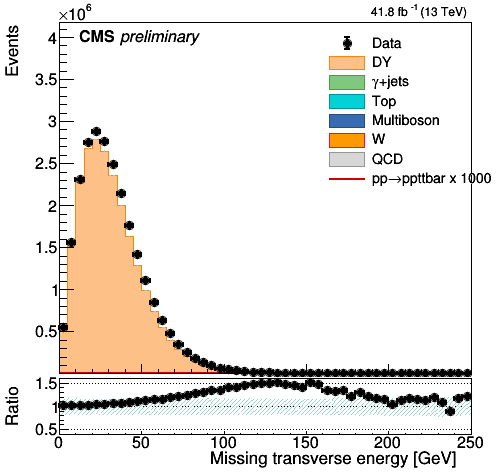 ×10⁶
41.8 fb⁻¹ (13 TeV)
CMS preliminary
Events
4
3.5
3
2.5
2
1.5
1
0.5
Data
DY
γ+jets
Top
Multiboson
W
QCD
pp→ppttbar x 1000
Ratio
1.5
1
0.5
0 50 100 150 200 250
Missing transverse energy [GeV]